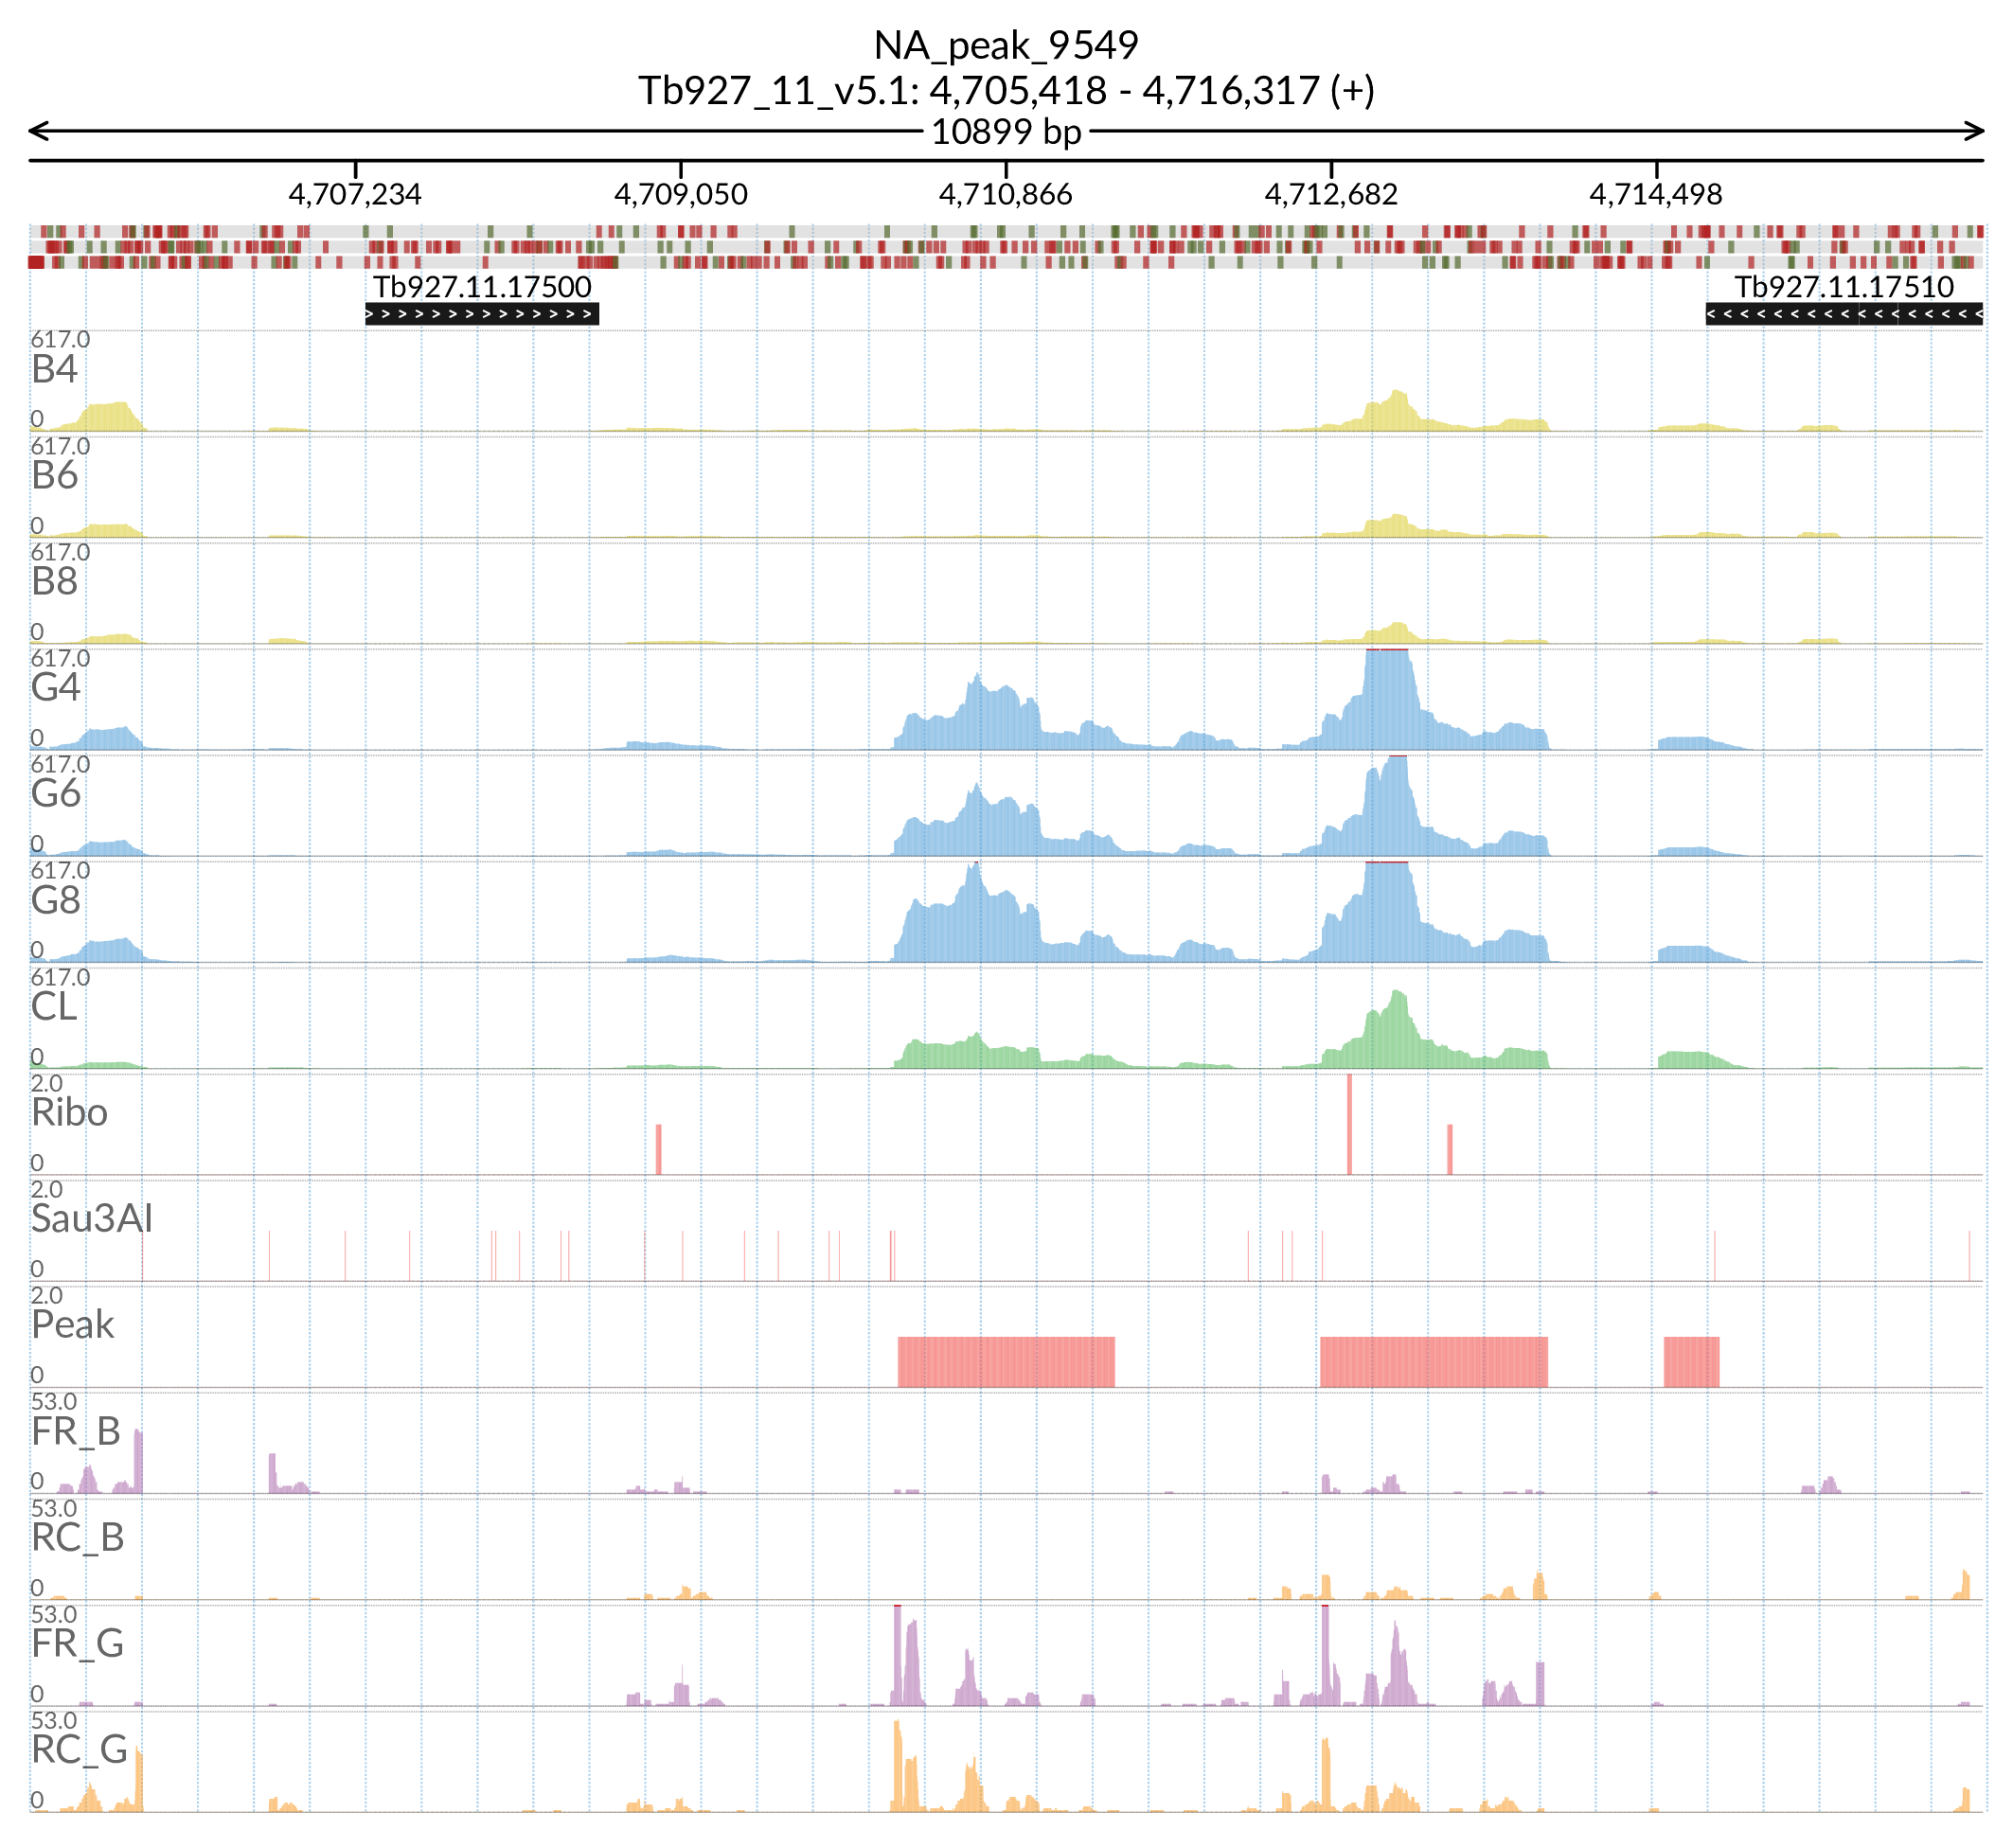 NA_peak_9549
Tb927_11_v5.1: 4,705,418 - 4,716,317 (+)
10899 bp
4,707,234 4,709,050 4,710,866 4,712,682 4,714,498
Tb927.11.17500 Tb927.11.17510
617.0
B4
0
617.0
B6
0
617.0
B8
0
617.0
G4
0
617.0
G6
0
617.0
G8
0
617.0
CL
0
2.0
Ribo
0
2.0
Sau3AI
0
2.0
Peak
0
53.0
FR_B
0
53.0
RC_B
0
53.0
FR_G
0
53.0
RC_G
0